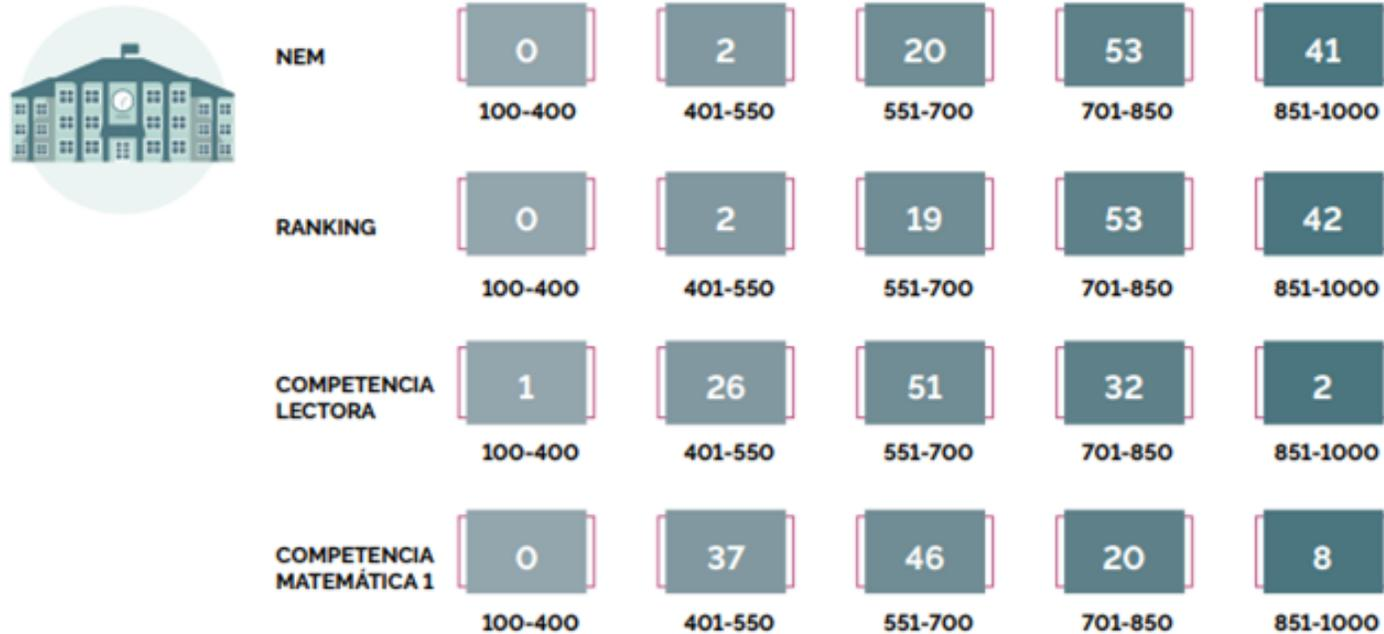 NEM
0 2 20 53 41
100-400 401-550 551-700 701-850 851-1000
RANKING
0 2 19 53 42
100-400 401-550 551-700 701-850 851-1000
COMPETENCIA
LECTORA
1 26 51 32 2
100-400 401-550 551-700 701-850 851-1000
COMPETENCIA
MATEMÁTICA 1
0 37 46 20 8
100-400 401-550 551-700 701-850 851-1000